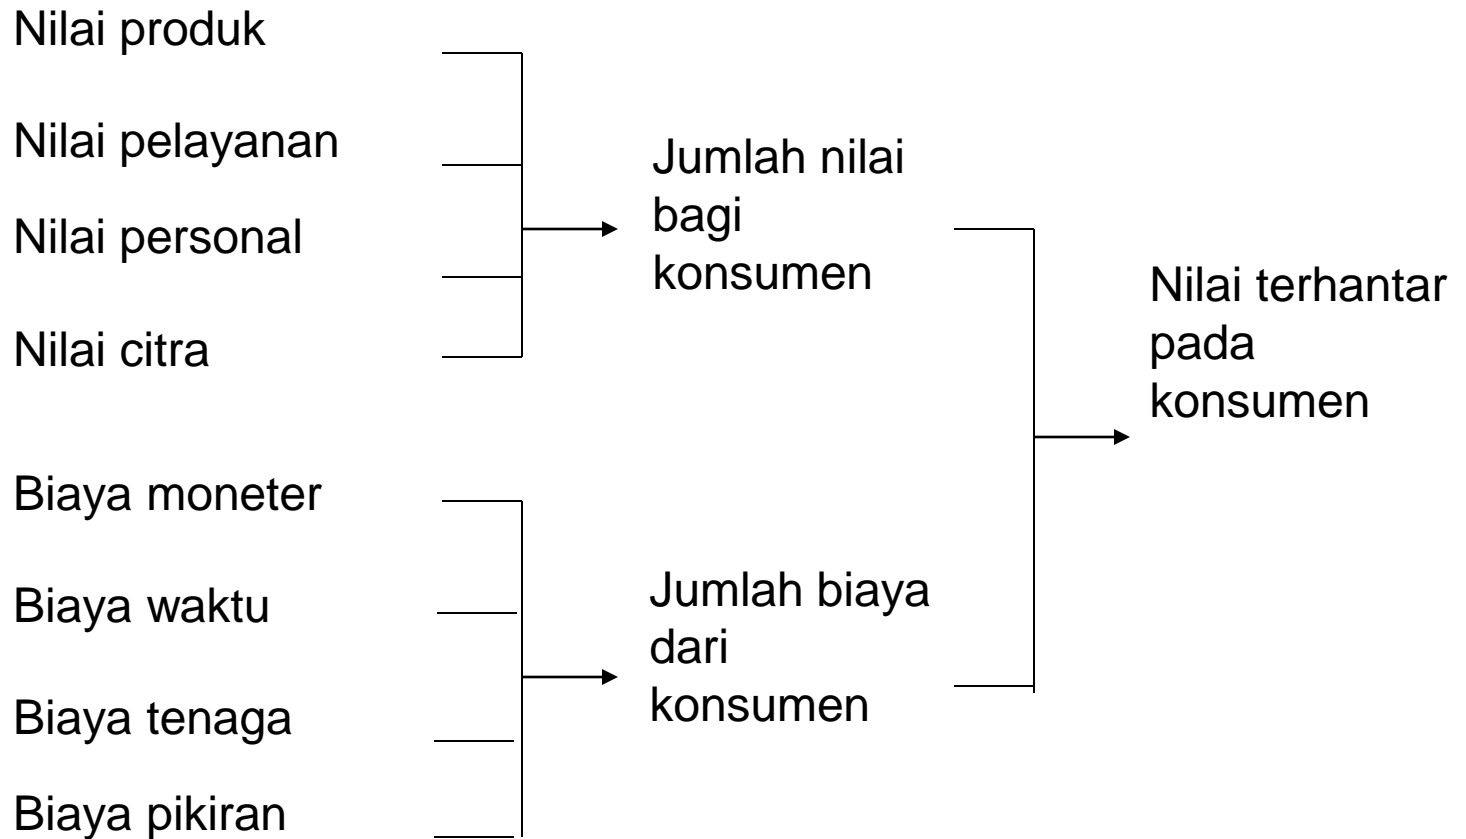 Nilai produk
Nilai pelayanan
Nilai personal
Nilai citra
Jumlah nilai
bagi
konsumen
Biaya moneter
Biaya waktu
Biaya tenaga
Biaya pikiran
Jumlah biaya
dari
konsumen
Nilai terhantar
pada
konsumen